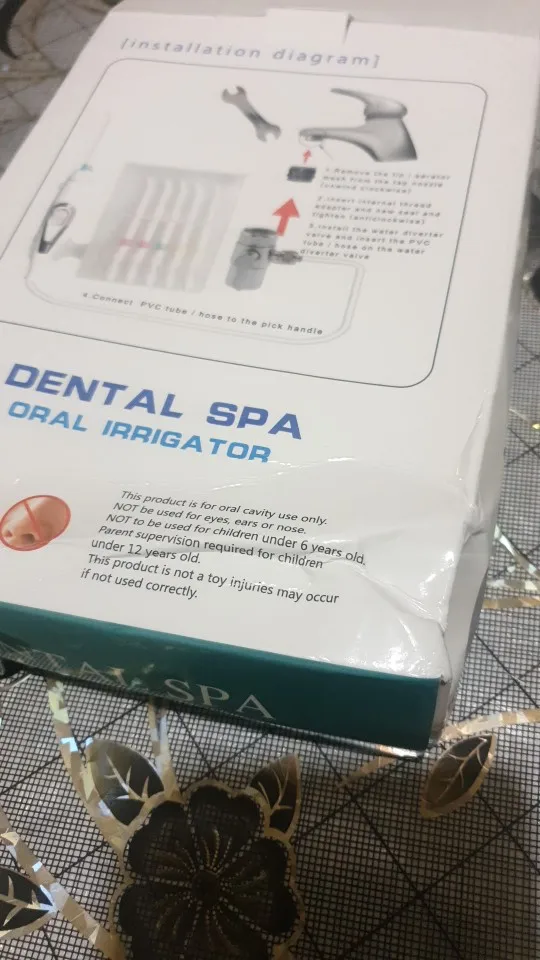 [installation diagram]
1.Remove the tip / aerator
mesh from the tap nozzle
(unwind clockwise)
2.insert internal thread
adapter and new seal and
tighten (anticlockwise)
3.install the water diverter
valve end insert the PVC
tube / hose on the water
diverter valve
4.Connect PVC tube / hose to the pick handle
DENTAL SPA
ORAL IRRIGATOR
This product is for oral cavity use only.
NOT be used for eyes, ears or nose.
NOT to be used for children under 6 years old.
Parent supervision required for children
under 12 years old.
This product is not a toy injuries may occur
if not used correctly.
NTAL SPA